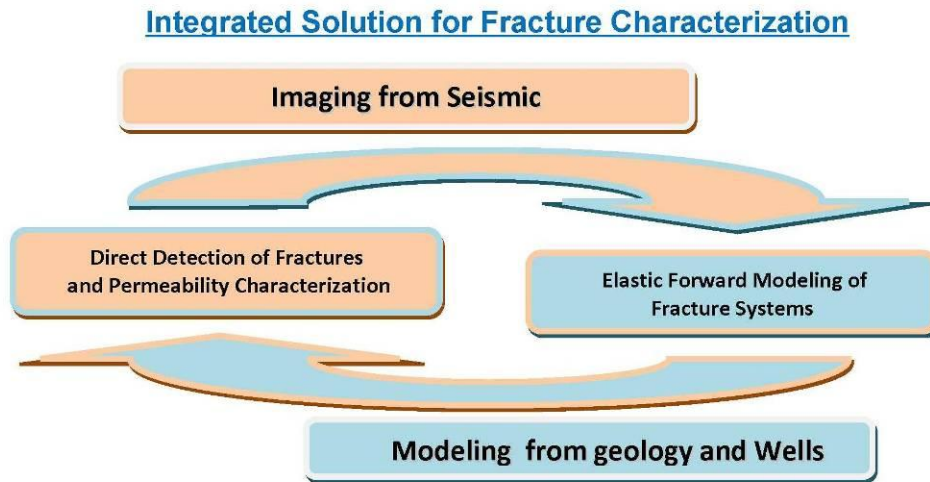 Integrated Solution for Fracture Characterization
Imaging from Seismic
Direct Detection of Fractures
and Permeability Characterization
Elastic Forward Modeling of
Fracture Systems
Modeling from geology and Wells